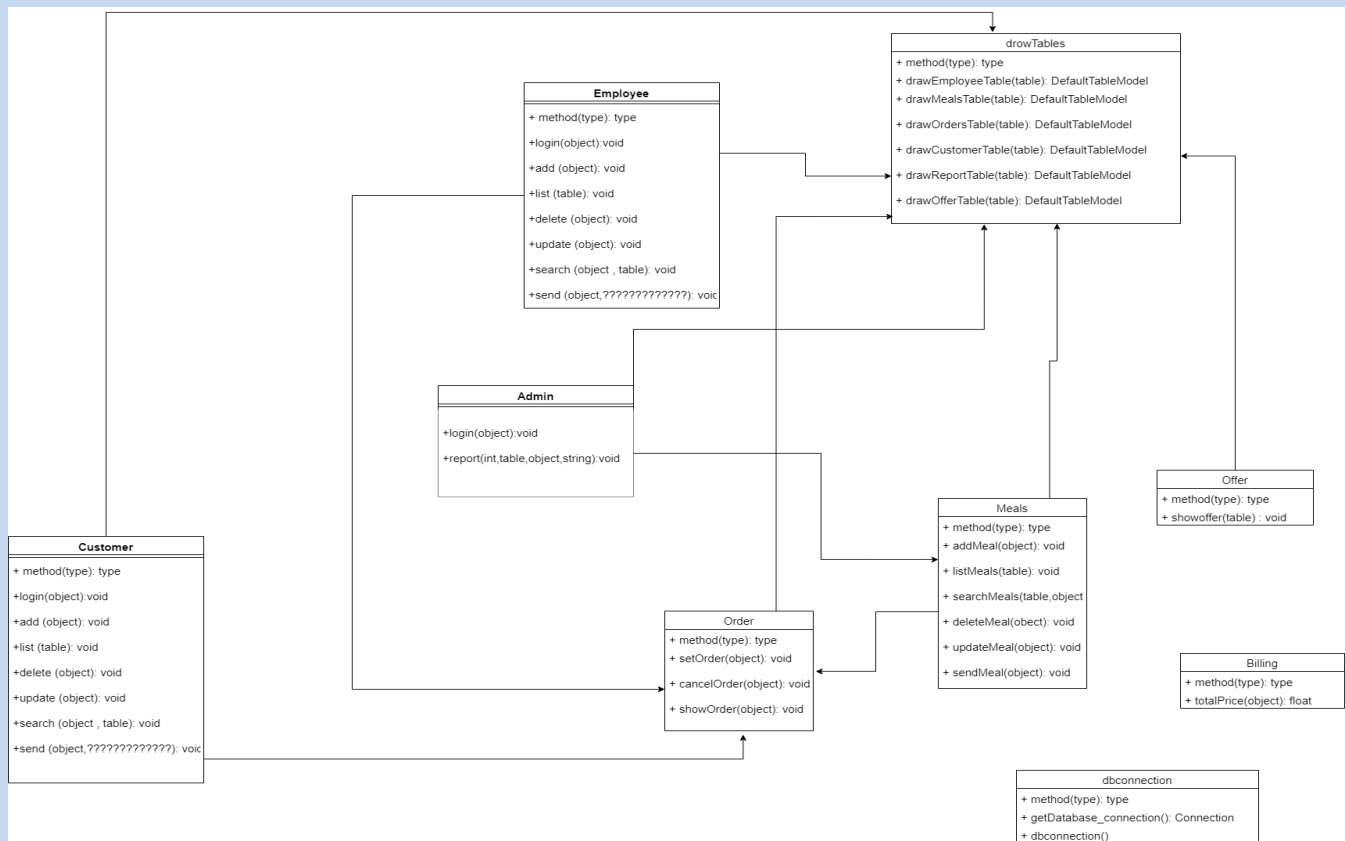 drowTables
+ method(type): type
+ drawEmployeeTable(table): DefaultTableModel
+ drawMealsTable(table): DefaultTableModel
+ drawOrdersTable(table): DefaultTableModel
+ drawCustomerTable(table): DefaultTableModel
+ drawReportTable(table): DefaultTableModel
+ drawOfferTable(table): DefaultTableModel
Employee
+ method(type): type
+login(object):void
+add (object): void
+list (table): void
+delete (object): void
+update (object): void
+search (object , table): void
+send (object,?????????????): voic
Admin
+login(object):void
+report(int,table,object,string):void
Offer
+ method(type): type
+ showoffer(table) : void
Meals
+ method(type): type
+ addMeal(object): void
+ listMeals(table): void
+ searchMeals(table,object
+ deleteMeal(obect): void
+ updateMeal(object): void
+ sendMeal(object): void
Customer
+ method(type): type
+login(object):void
+add (object): void
+list (table): void
+delete (object): void
+update (object): void
+search (object , table): void
+send (object,?????????????): voic
Order
+ method(type): type
+ setOrder(object): void
+ cancelOrder(object): void
+ showOrder(object): void
Billing
+ method(type): type
+ totalPrice(object): float
dbconnection
+ method(type): type
+ getDatabase_connection(): Connection
+ dbconnection()